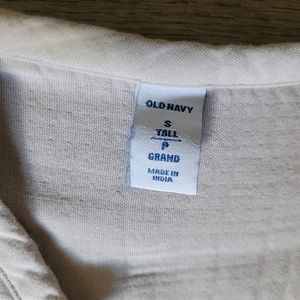 OLD NAVY
S
TALL
P
GRAND
MADE IN
INDIA